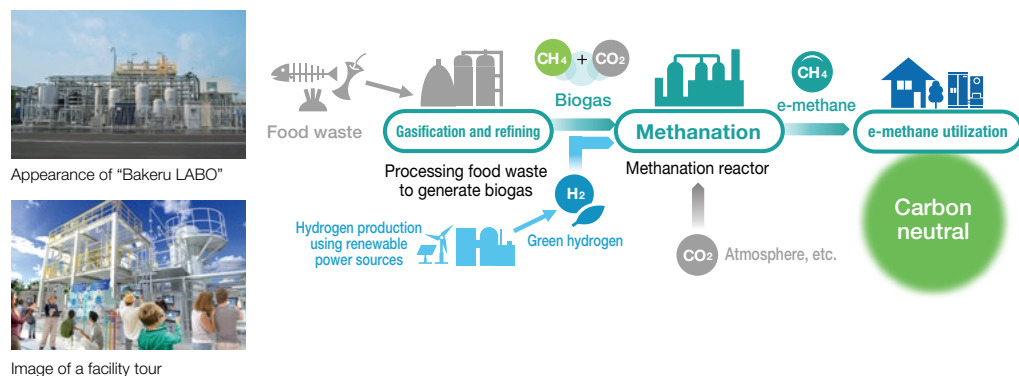 Appearance of “Bakeru LABO”
Image of a facility tour
Food waste
Gasification and refining
Processing food waste
to generate biogas
CH4 + CO2
Biogas
Hydrogen production
using renewable
power sources
H2
Green hydrogen
Methanation
Methanation reactor
CO2 Atmosphere, etc.
CH4
e-methane
e-methane utilization
Carbon
neutral